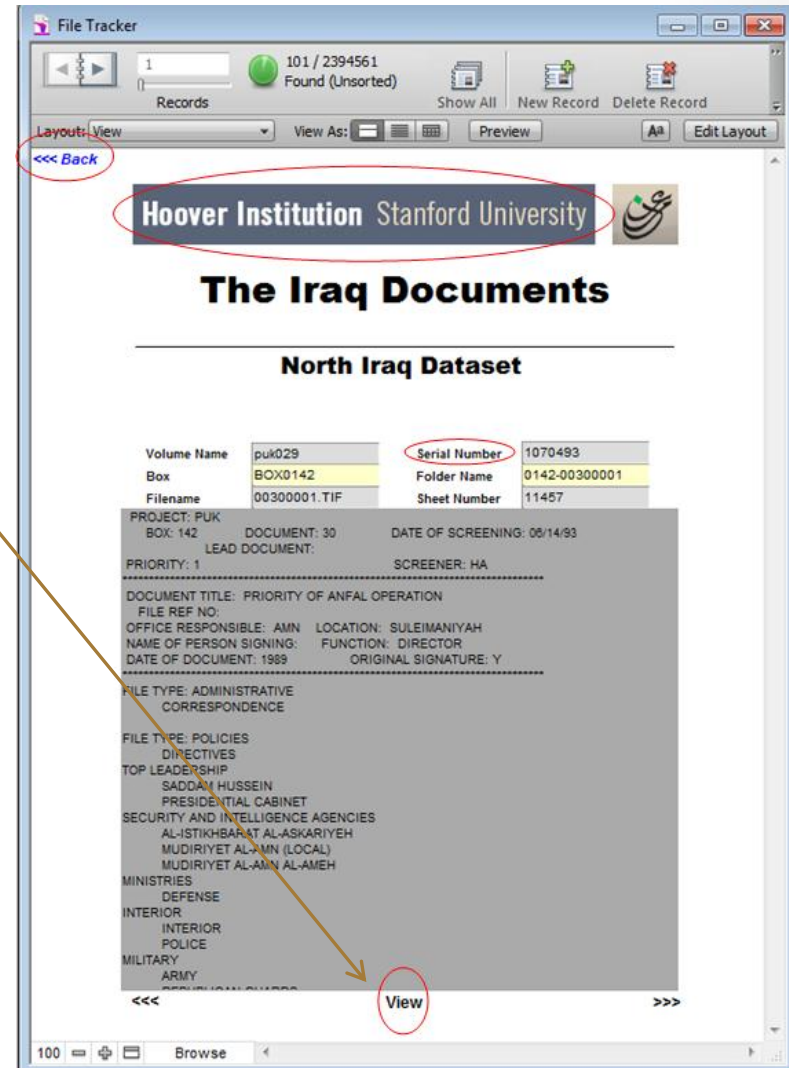 File Tracker
1
Records
101 / 2394561
Found (Unsorted)
Show All
New Record
Delete Record
Layout: View
View As:
Preview
Aa
Edit Layout
<<< Back
Hoover Institution Stanford University
The Iraq Documents
North Iraq Dataset
Volume Name puk029 Serial Number 1070493
Box BOX0142 Folder Name 0142-00300001
Filename 00300001.TIF Sheet Number 11457
PROJECT: PUK
BOX: 142 DOCUMENT: 30 DATE OF SCREENING: 06/14/93
LEAD DOCUMENT:
PRIORITY: 1 SCREENER: HA
DOCUMENT TITLE: PRIORITY OF ANFAL OPERATION
FILE REF NO:
OFFICE RESPONSIBLE: AMN LOCATION: SULEIMANIYAH
NAME OF PERSON SIGNING: FUNCTION: DIRECTOR
DATE OF DOCUMENT: 1989 ORIGINAL SIGNATURE: Y
FILE TYPE: ADMINISTRATIVE
CORRESPONDENCE
FILE TYPE: POLICIES
DIRECTIVES
TOP LEADERSHIP
SADDAM HUSSEIN
PRESIDENTIAL CABINET
SECURITY AND INTELLIGENCE AGENCIES
AL-ISTIKHBARAT AL-ASKARIYEH
MUDIRIYET AL-AMN (LOCAL)
MUDIRIYET AL-AMN AL-AMEH
MINISTRIES
DEFENSE
INTERIOR
INTERIOR
POLICE
MILITARY
ARMY
<<< View >>>
100 Browse